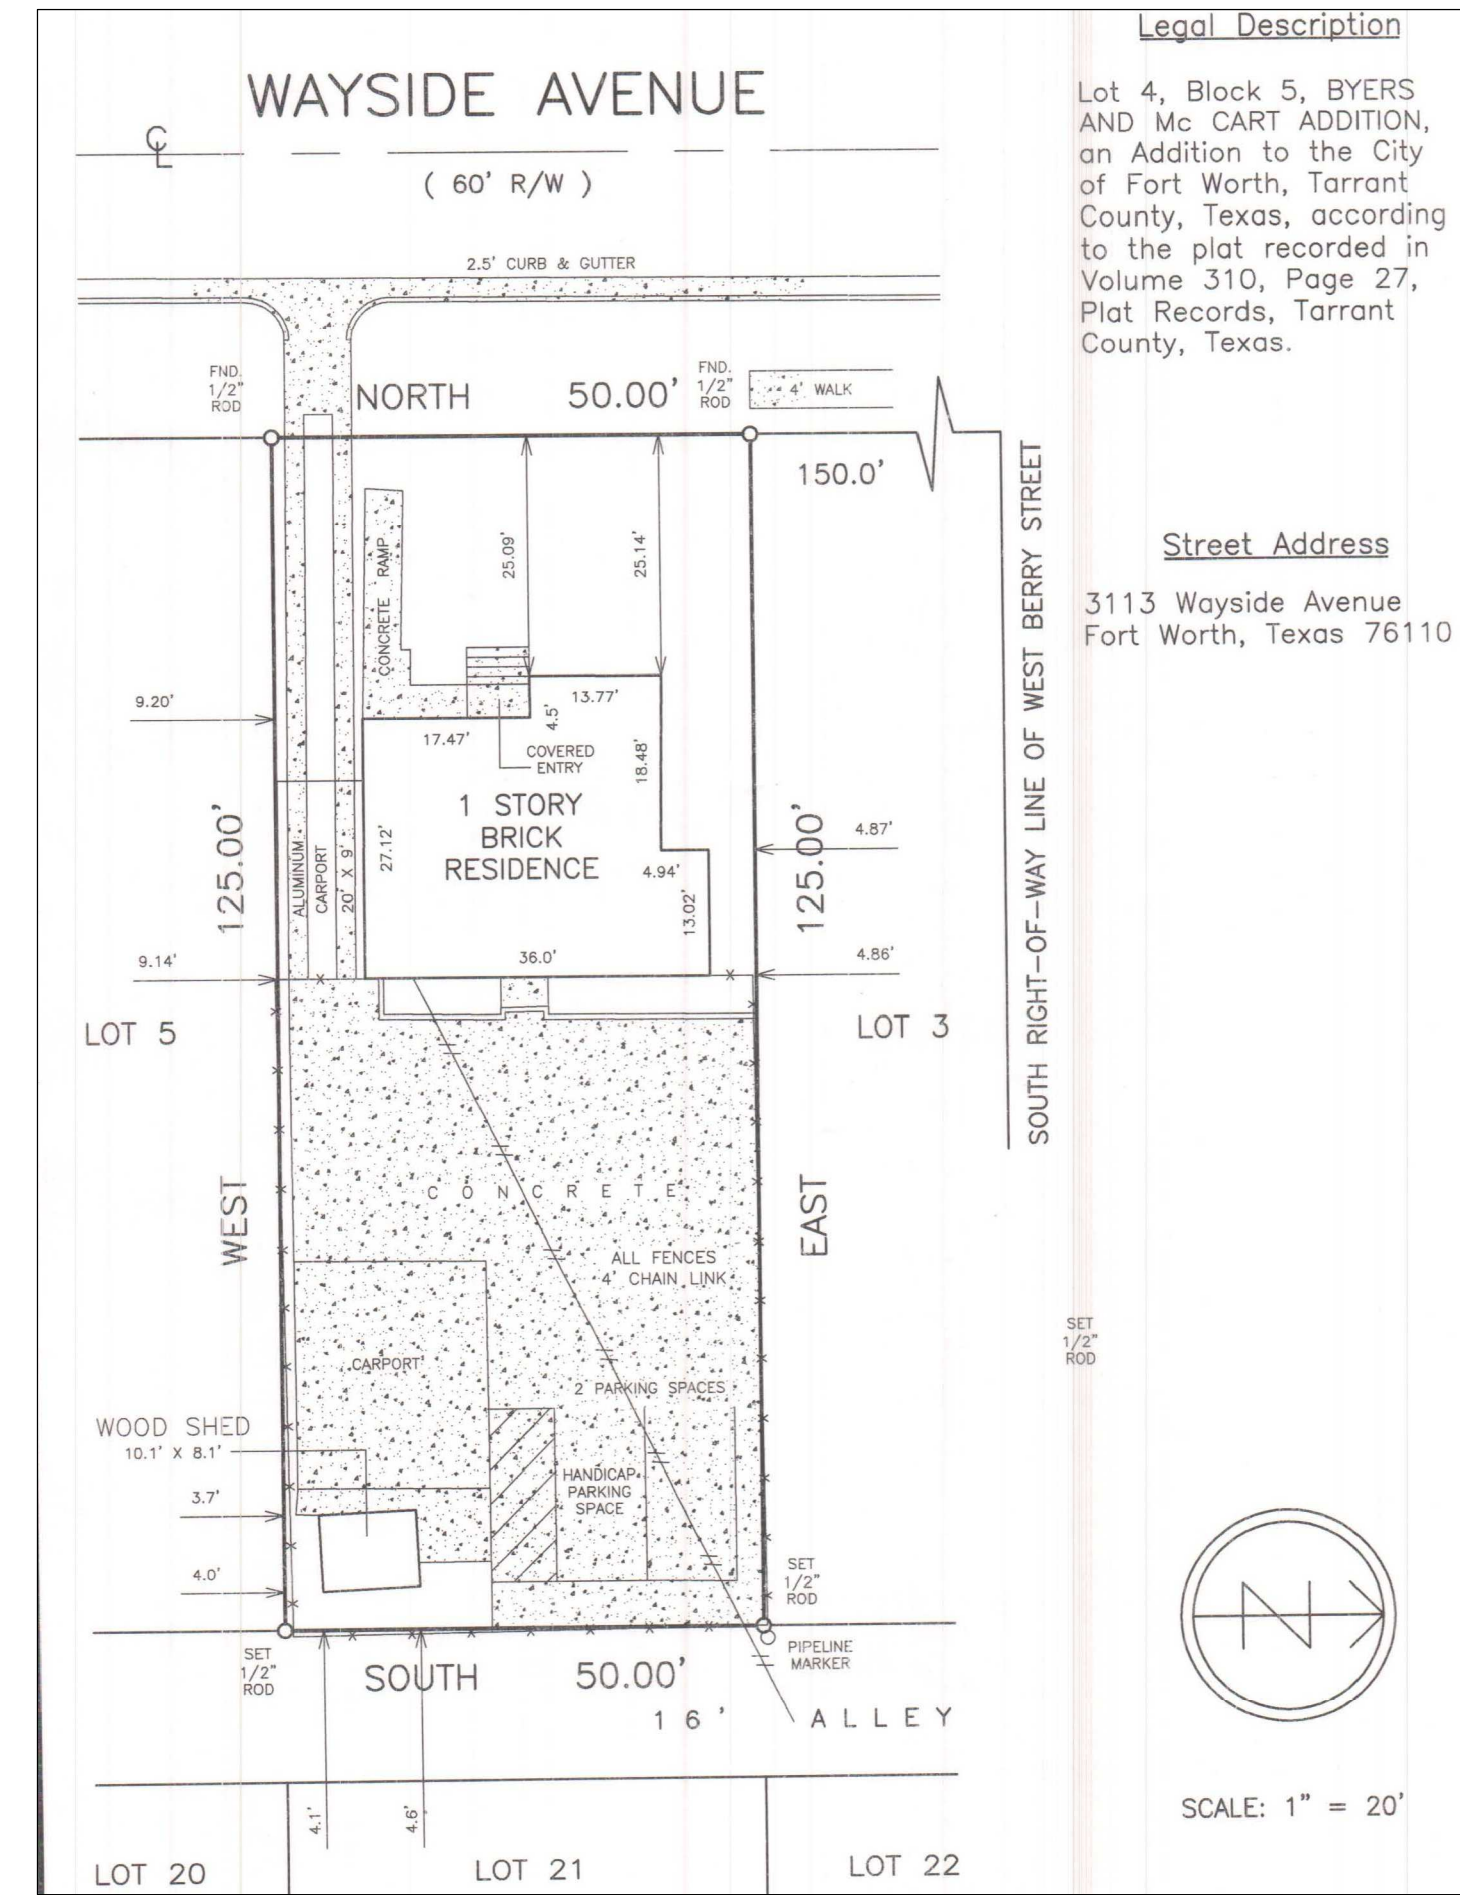 Legal Description
Lot 4, Block 5, BYERS
AND Mc CART ADDITION,
an Addition to the City
of Fort Worth, Tarrant
County, Texas, according
to the plat recorded in
Volume 310, Page 27,
Plat Records, Tarrant
County, Texas.
Street Address
3113 Wayside Avenue
Fort Worth, Texas 76110
WAYSIDE AVENUE
CL
( 60' R/W )
2.5' CURB & GUTTER
FND.
1/2"
ROD
NORTH 50.00'
FND.
1/2"
ROD
4' WALK
150.0'
SOUTH RIGHT-OF-WAY LINE OF WEST BERRY STREET
CONCRETE RAMP
25.09'
25.14'
9.20'
13.77'
4.5'
17.47'
COVERED
ENTRY
18.48'
1 STORY
BRICK
RESIDENCE
27.12'
125.00'
ALUMINUM
CARPORT
20' X 9'
4.94'
13.02'
4.87'
125.00'
36.0'
9.14'
4.86'
LOT 5
LOT 3
WEST
CONCRETE
EAST
ALL FENCES
4' CHAIN LINK
SET
1/2"
ROD
CARPORT
2 PARKING SPACES
WOOD SHED
10.1' X 8.1'
HANDICAP
PARKING
SPACE
3.7'
4.0'
SET
1/2"
ROD
SET
1/2"
ROD
SOUTH 50.00'
PIPELINE
MARKER
16' ALLEY
4.1'
4.6'
LOT 20
LOT 21
LOT 22
N
SCALE: 1" = 20'